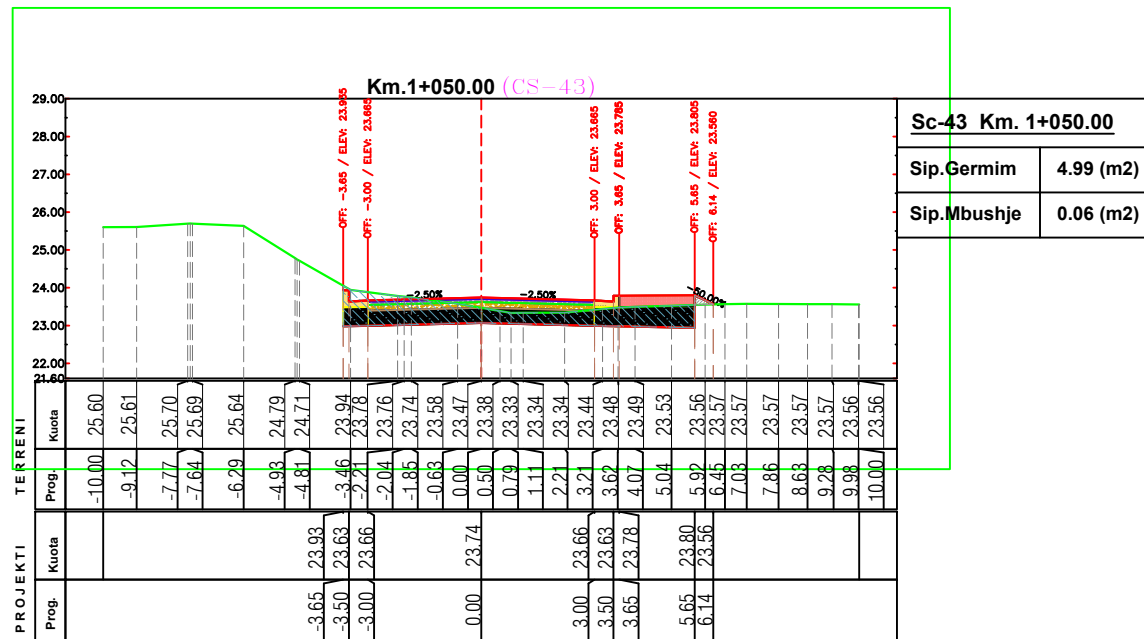 Km.1+050.00 (CS-43)
29.00
28.00
27.00
26.00
25.00
24.00
23.00
22.00
21.60
OFF: -3.65 / ELEV:
OFF: -3.00 / ELEV: 23.665
OFF: 3.00 / ELEV: 23.665
OFF: 3.65 / ELEV: 23.785
OFF: 5.65 / ELEV: 23.805
OFF: 6.14 / ELEV: 23.560
-2.50%
-2.50%
-50.00%
Sc-43 Km. 1+050.00
Sip.Germim 4.99 (m2)
Sip.Mbushje 0.06 (m2)
TERRENI
Kuota 25.60 25.61 25.70 25.69 25.64 24.79 24.71 23.94 23.78 23.76 23.74 23.58 23.47 23.38 23.33 23.34 23.34 23.44 23.48 23.49 23.53 23.56 23.57 23.57 23.57 23.57 23.57 23.56 23.56
Prog. -10.00 -9.12 -7.77 -7.64 -6.29 -4.93 -4.81 -3.46 -2.21 -2.04 -1.85 -0.63 0.00 0.50 0.79 1.11 2.21 3.21 3.62 4.07 5.04 5.92 6.45 7.03 7.86 8.63 9.28 9.98 10.00
PROJEKTI
Kuota 23.93 23.63 23.66 23.74 23.66 23.63 23.78 23.80 23.56
Prog. -3.65 -3.50 -3.00 0.00 3.00 3.50 3.65 5.65 6.14